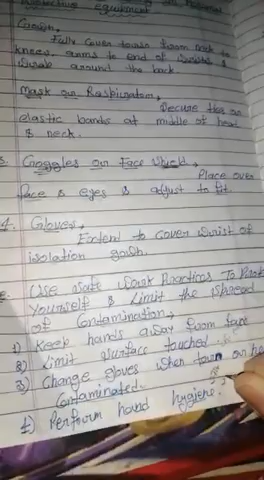 Protective Equipment
Gown,
Fully cover torso from neck to
knees, arms to end of wrists &
wrap around the back
Mask or Respirator,
Secure ties or
elastic bands at middle of head
& neck.
3. Goggles or Face Shield,
Place over
face & eyes & adjust to fit.
4. Gloves,
Extend to cover wrist of
isolation gown.
Use safe work Practices To
Yourself & Limit the spread
of Contamination,
1) Keep hands away from face
2) Limit surface touched.
3) Change gloves when torn or
Contaminated.
4) Perform hand hygiene.